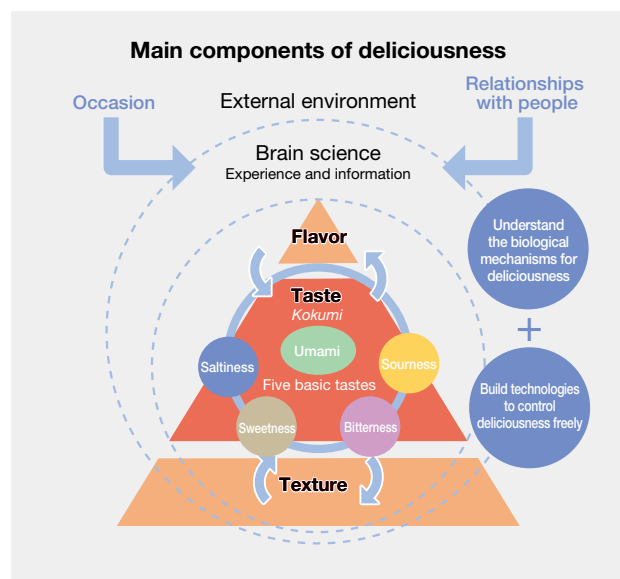 Main components of deliciousness
Occasion
External environment
Relationships
with people
Brain science
Experience and information
Flavor
Understand
the biological
mechanisms for
deliciousness
Taste
Kokumi
+
Umami
Saltiness
Sourness
Five basic tastes
Build technologies
to control
deliciousness freely
Sweetness
Bitterness
Texture